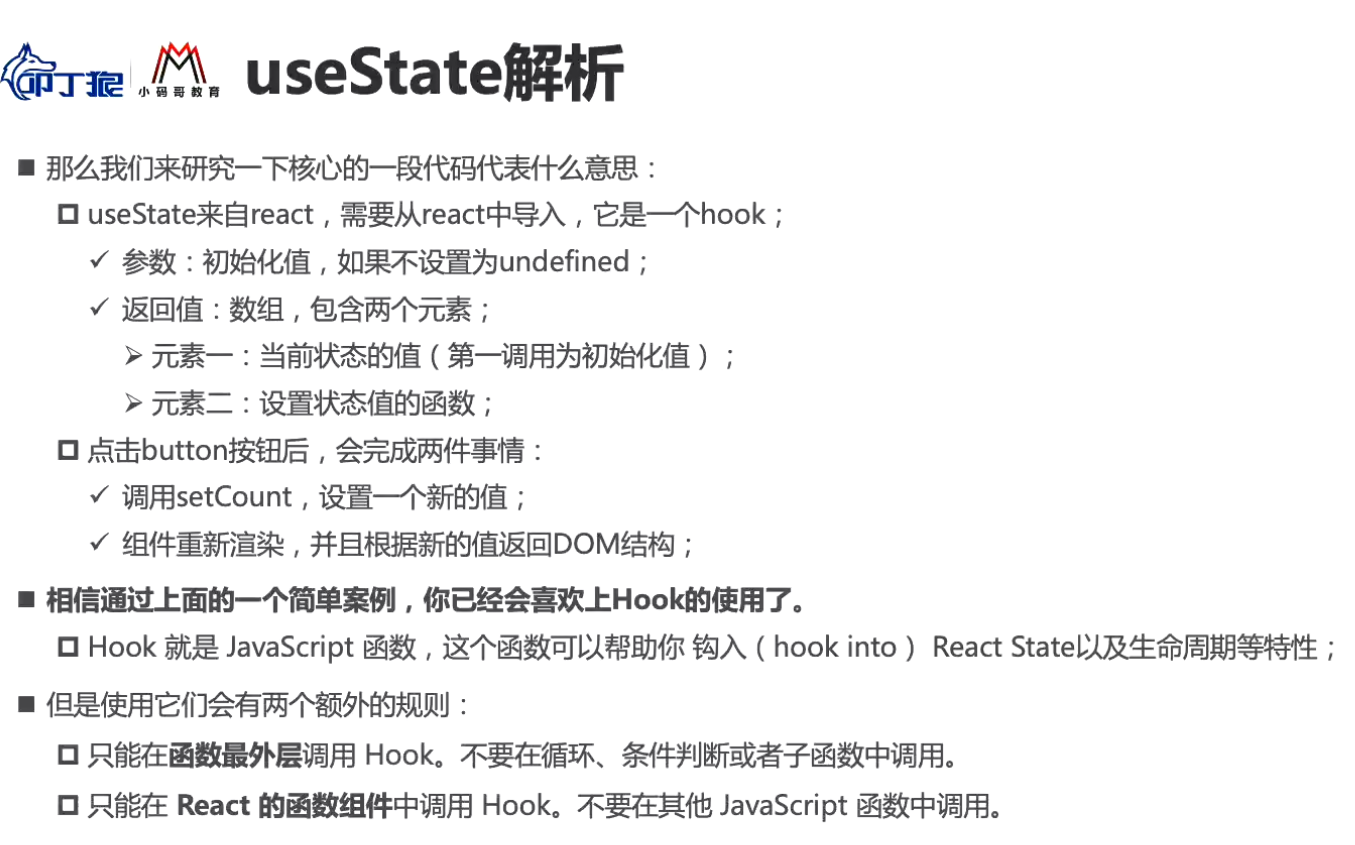 叩丁狼 小码哥教育 useState解析
■ 那么我们来研究一下核心的一段代码代表什么意思：
useState来自react，需要从react中导入，它是一个hook；
✓ 参数：初始化值，如果不设置为undefined；
✓ 返回值：数组，包含两个元素；
➢ 元素一：当前状态的值（第一调用为初始化值）；
➢ 元素二：设置状态值的函数；
点击button按钮后，会完成两件事情：
✓ 调用setCount，设置一个新的值；
✓ 组件重新渲染，并且根据新的值返回DOM结构；
■ 相信通过上面的一个简单案例，你已经会喜欢上Hook的使用了。
Hook 就是 JavaScript 函数，这个函数可以帮助你 钩入（hook into） React State以及生命周期等特性；
■ 但是使用它们会有两个额外的规则：
只能在函数最外层调用 Hook。不要在循环、条件判断或者子函数中调用。
只能在 React 的函数组件中调用 Hook。不要在其他 JavaScript 函数中调用。